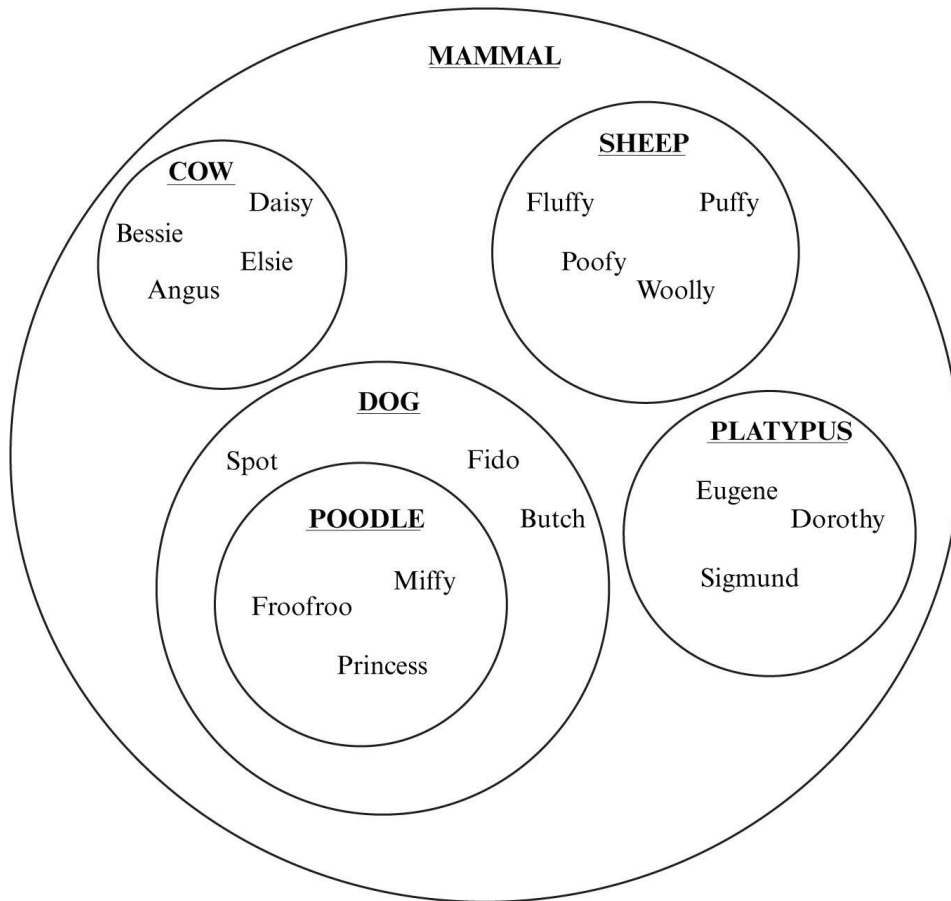 MAMMAL
SHEEP
COW
Fluffy
Puffy
Daisy
Bessie
Elsie
Poofy
Angus
Woolly
DOG
PLATYPUS
Spot
Fido
Eugene
POODLE
Butch
Dorothy
Miffy
Sigmund
Froofroo
Princess